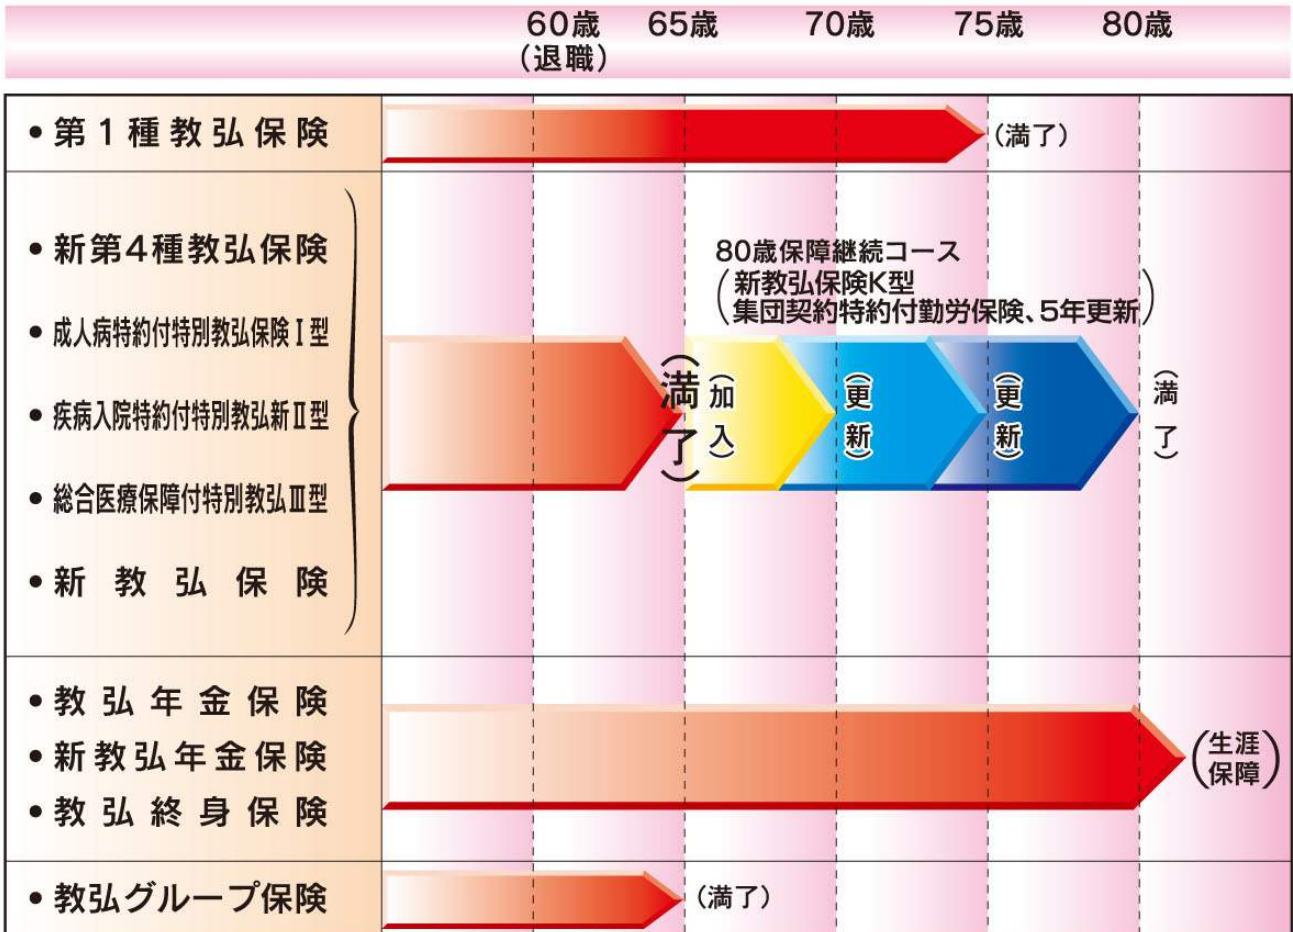 60歳 65歳 70歳 75歳 80歳
(退職)
• 第1種教弘保険
(満了)
• 新第4種教弘保険
• 成人病特約付特別教弘保険Ⅰ型
• 疾病入院特約付特別教弘新Ⅱ型
• 総合医療保障付特別教弘Ⅲ型
• 新教弘保険
80歳保障継続コース
(新教弘保険K型
集団契約特約付勤労保険、5年更新)
(満了)
(加入)
(更新)
(更新)
(満了)
• 教弘年金保険
• 新教弘年金保険
• 教弘終身保険
(生涯
保障)
• 教弘グループ保険
(満了)